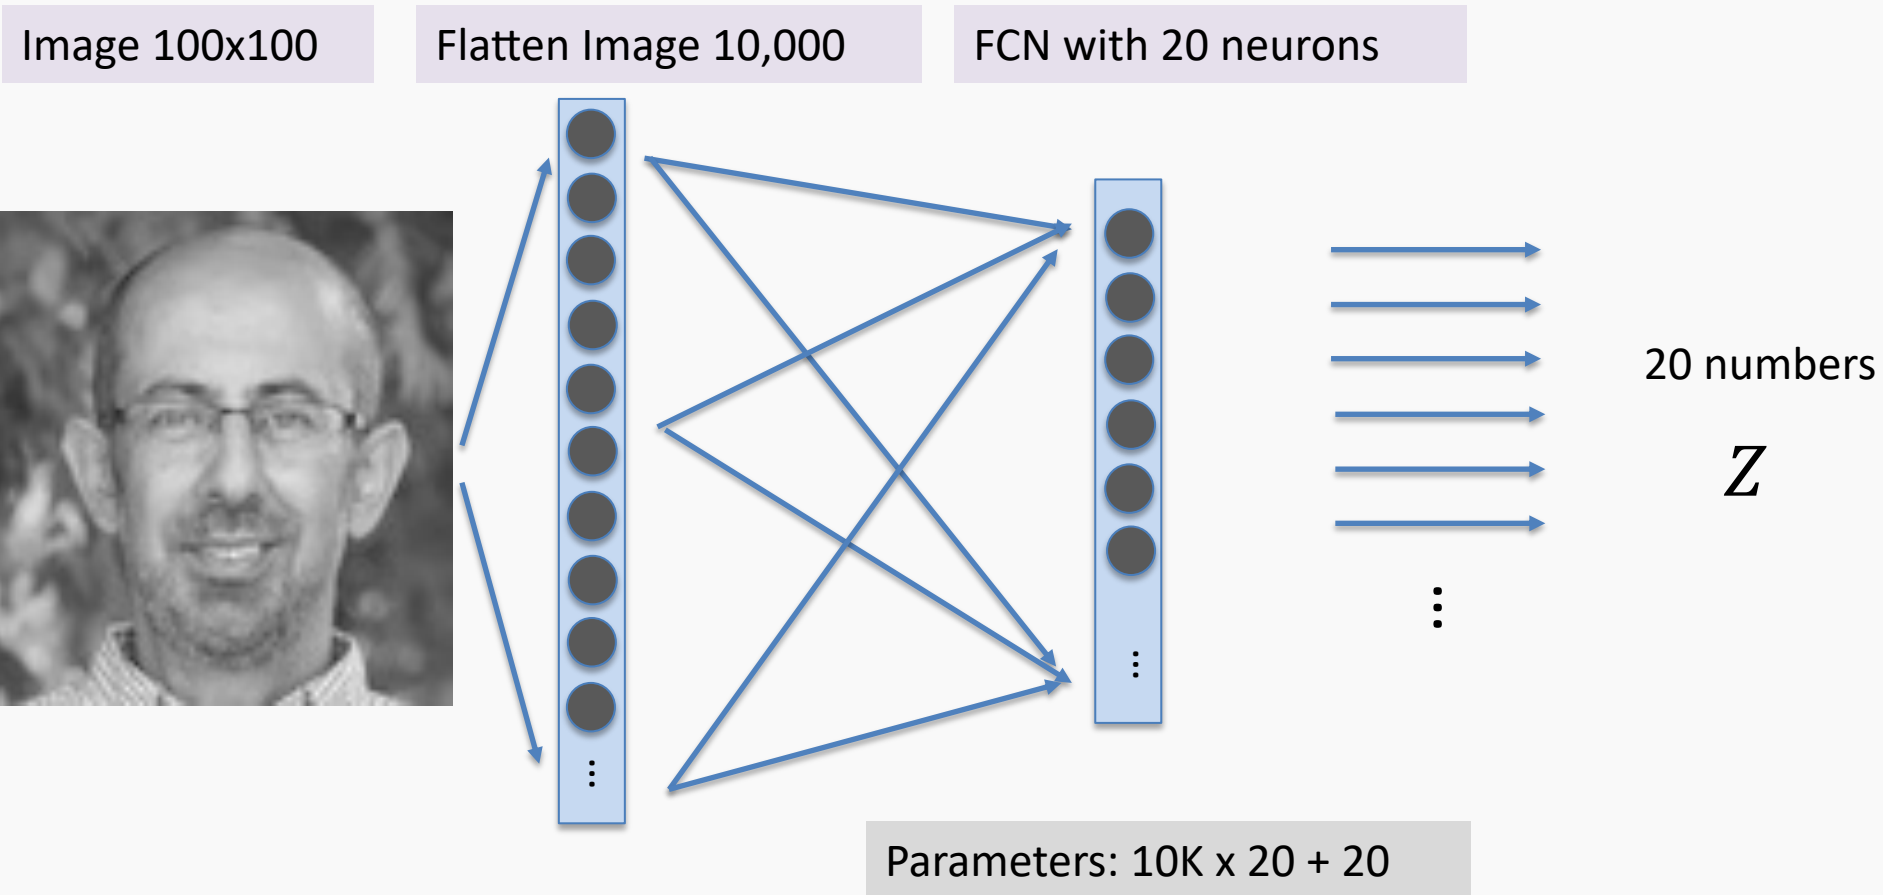 Image 100x100
Flatten Image 10,000
FCN with 20 neurons
20 numbers
Z
⋮
⋮
⋮
Parameters: 10K x 20 + 20